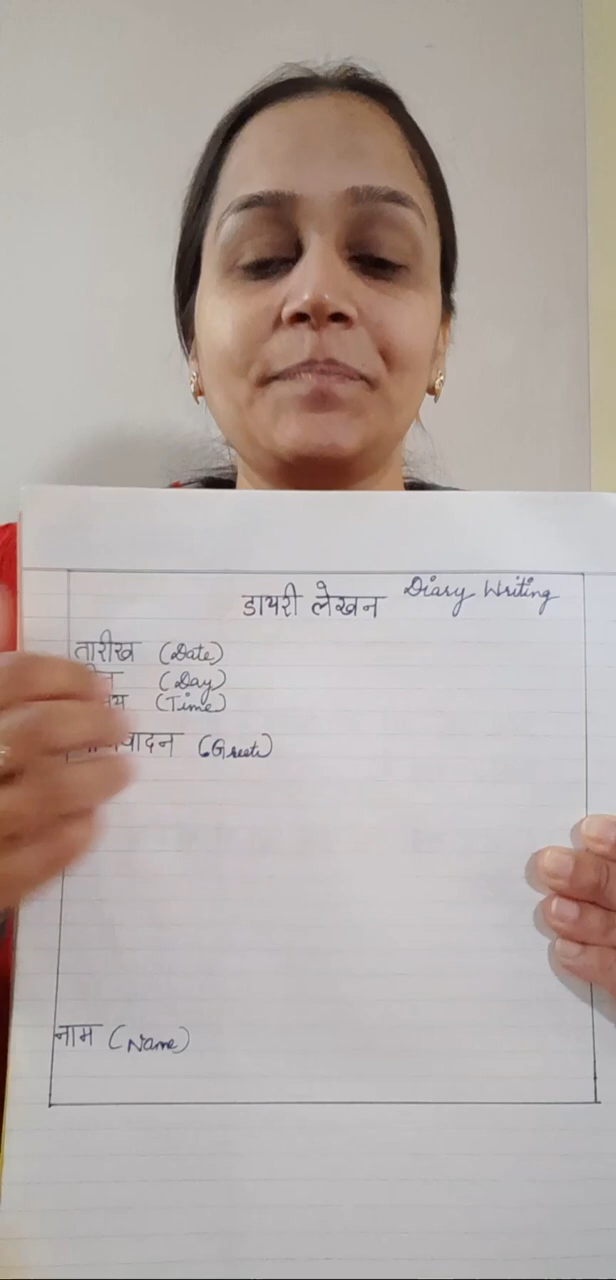 डायरी लेखन Diary Writing
तारीख (Date)
(Day)
(Time)
(Greet)
नाम (Name)